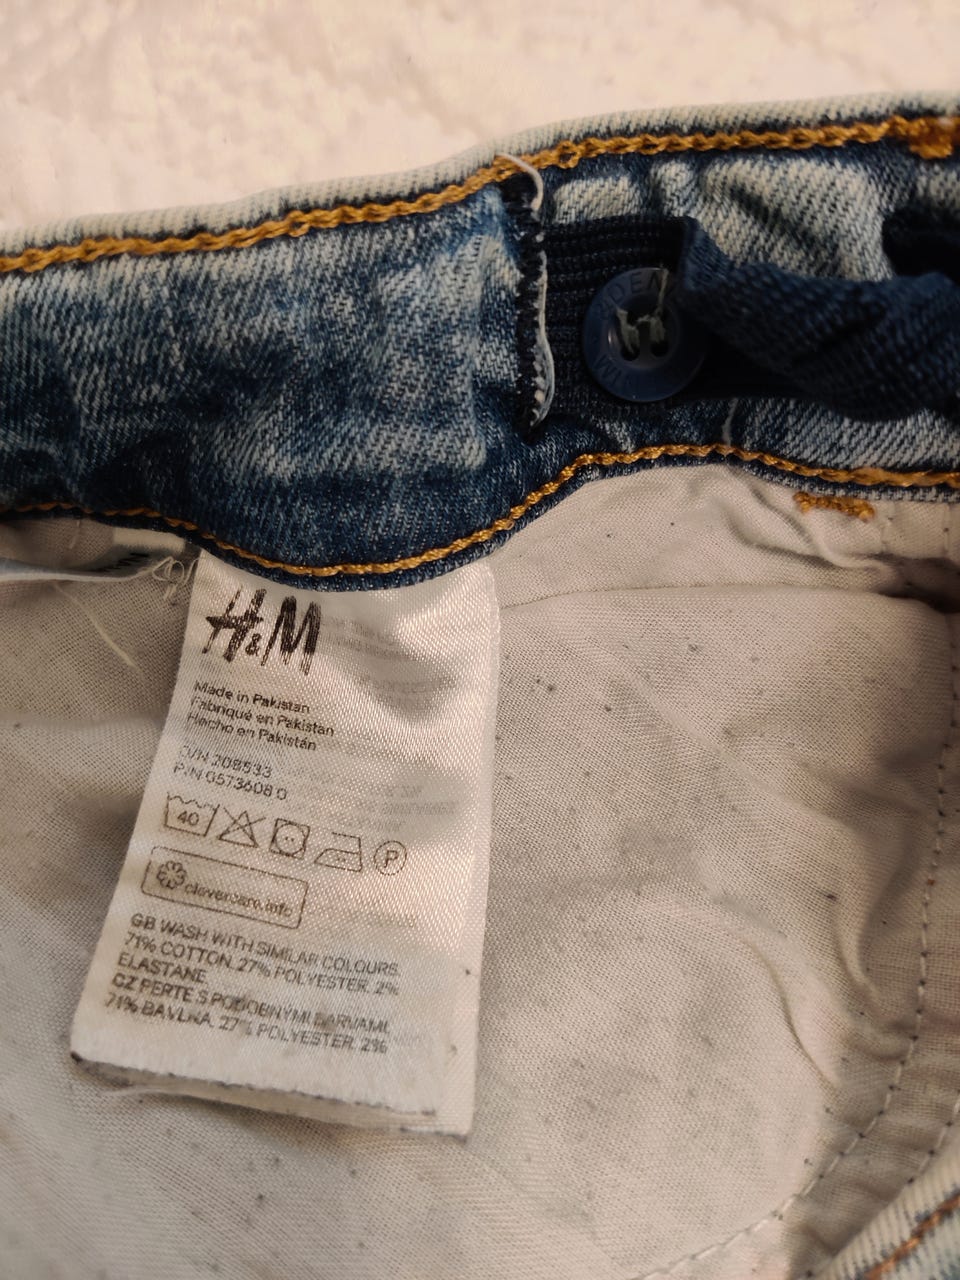 H&M
Made in Pakistan
Fabriqué en Pakistan
Hecho en Pakistán
O/N 208533
P/N 0573608 0
40
P
clevercare.info
GB WASH WITH SIMILAR COLOURS.
71% COTTON. 27% POLYESTER. 2%
ELASTANE
CZ PERTE S PODOBNÝMI BARVAMI.
71% BAVLNA. 27% POLYESTER. 2%
DENIM